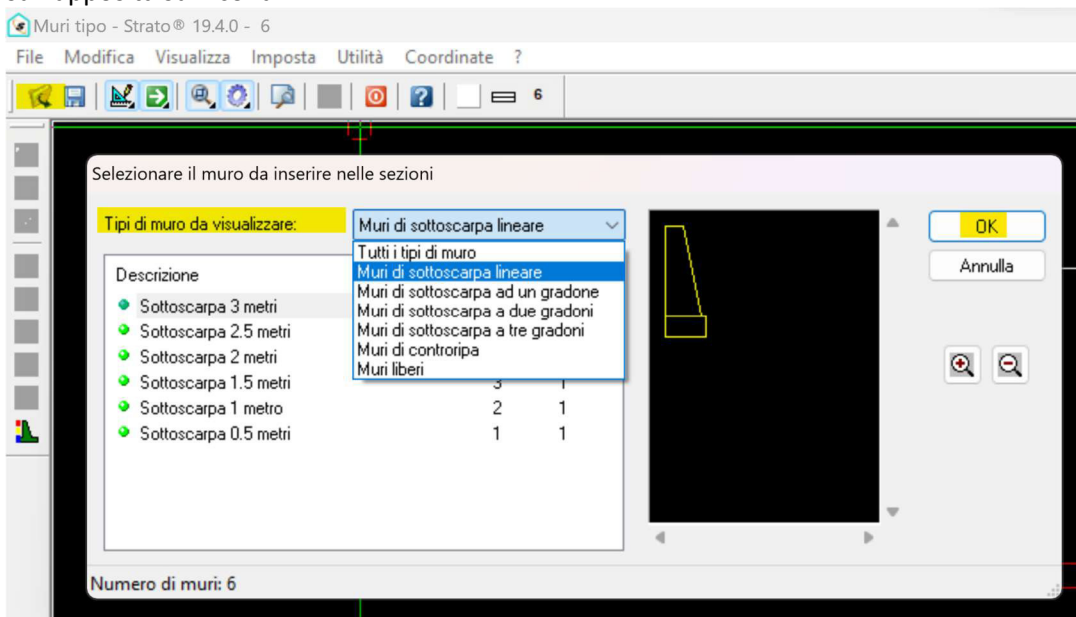 Muri tipo - Strato® 19.4.0 - 6
File Modifica Visualizza Imposta Utilità Coordinate ?
6
Selezionare il muro da inserire nelle sezioni
Tipi di muro da visualizzare:
Muri di sottoscarpa lineare
OK
Tutti i tipi di muro
Muri di sottoscarpa lineare
Muri di sottoscarpa ad un gradone
Muri di sottoscarpa a due gradoni
Muri di sottoscarpa a tre gradoni
Muri di controripa
Muri liberi
Annulla
Descrizione
Sottoscarpa 3 metri
Sottoscarpa 2.5 metri
Sottoscarpa 2 metri
Sottoscarpa 1.5 metri 3 1
Sottoscarpa 1 metro 2 1
Sottoscarpa 0.5 metri 1 1
Numero di muri: 6